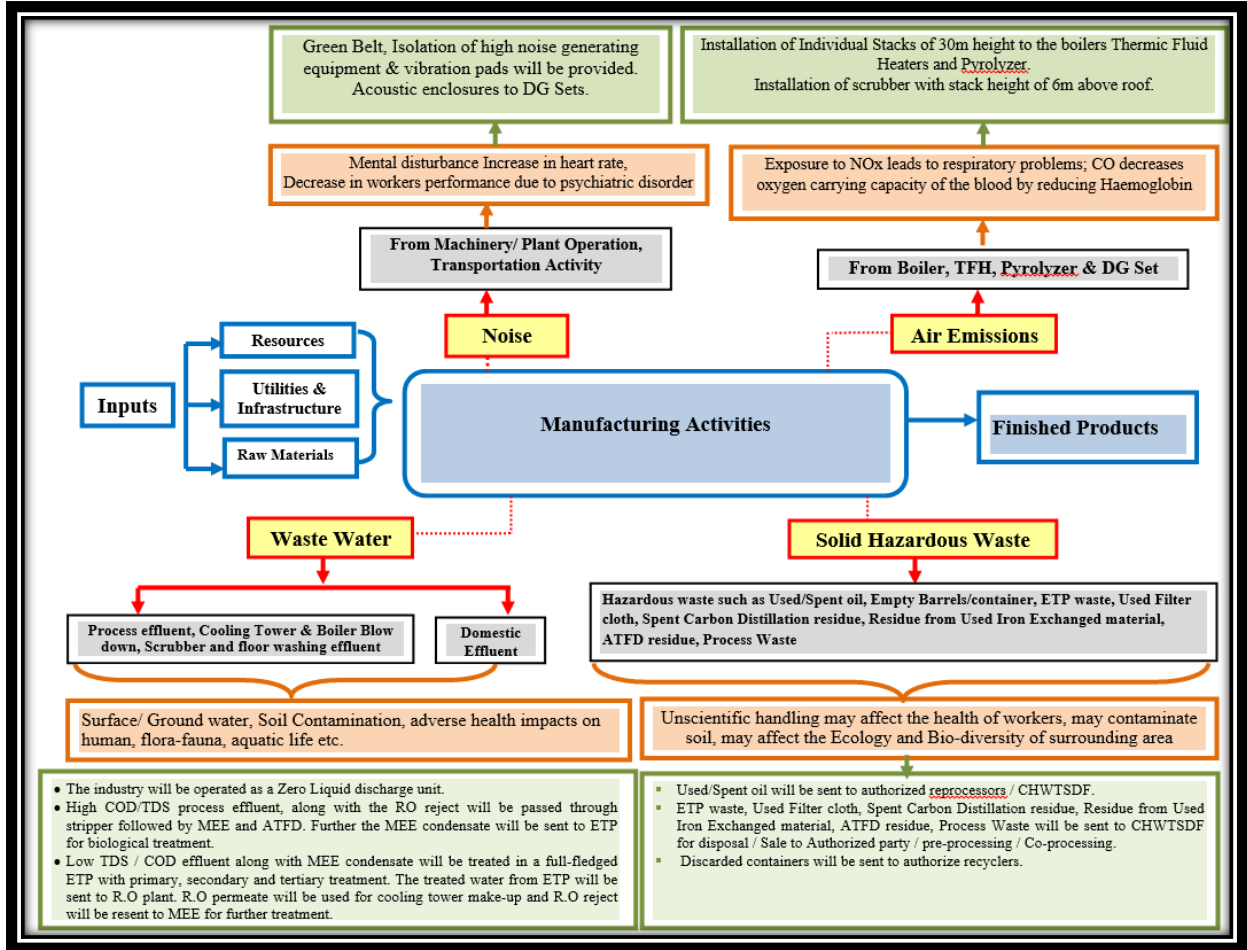 Green Belt, Isolation of high noise generating
equipment & vibration pads will be provided.
Acoustic enclosures to DG Sets.
Installation of Individual Stacks of 30m height to the boilers Thermic Fluid
Heaters and Pyrolyzer.
Installation of scrubber with stack height of 6m above roof.
Mental disturbance Increase in heart rate,
Decrease in workers performance due to psychiatric disorder
Exposure to NOx leads to respiratory problems; CO decreases
oxygen carrying capacity of the blood by reducing Haemoglobin
From Machinery/ Plant Operation,
Transportation Activity
From Boiler, TFH, Pyrolyzer & DG Set
Noise
Air Emissions
Inputs
Resources
Utilities &
Infrastructure
Raw Materials
Manufacturing Activities
Finished Products
Waste Water
Solid Hazardous Waste
Process effluent, Cooling Tower & Boiler Blow
down, Scrubber and floor washing effluent
Domestic
Effluent
Hazardous waste such as Used/Spent oil, Empty Barrels/container, ETP waste, Used Filter
cloth, Spent Carbon Distillation residue, Residue from Used Iron Exchanged material,
ATFD residue, Process Waste
Surface/ Ground water, Soil Contamination, adverse health impacts on
human, flora-fauna, aquatic life etc.
Unscientific handling may affect the health of workers, may contaminate
soil, may affect the Ecology and Bio-diversity of surrounding area
• The industry will be operated as a Zero Liquid discharge unit.
• High COD/TDS process effluent, along with the RO reject will be passed through
stripper followed by MEE and ATFD. Further the MEE condensate will be sent to ETP
for biological treatment.
• Low TDS / COD effluent along with MEE condensate will be treated in a full-fledged
ETP with primary, secondary and tertiary treatment. The treated water from ETP will be
sent to R.O plant. R.O permeate will be used for cooling tower make-up and R.O reject
will be resent to MEE for further treatment.
▪ Used/Spent oil will be sent to authorized reprocessors / CHWTSDF.
▪ ETP waste, Used Filter cloth, Spent Carbon Distillation residue, Residue from Used
Iron Exchanged material, ATFD residue, Process Waste will be sent to CHWTSDF
for disposal / Sale to Authorized party / pre-processing / Co-processing.
▪ Discarded containers will be sent to authorize recyclers.